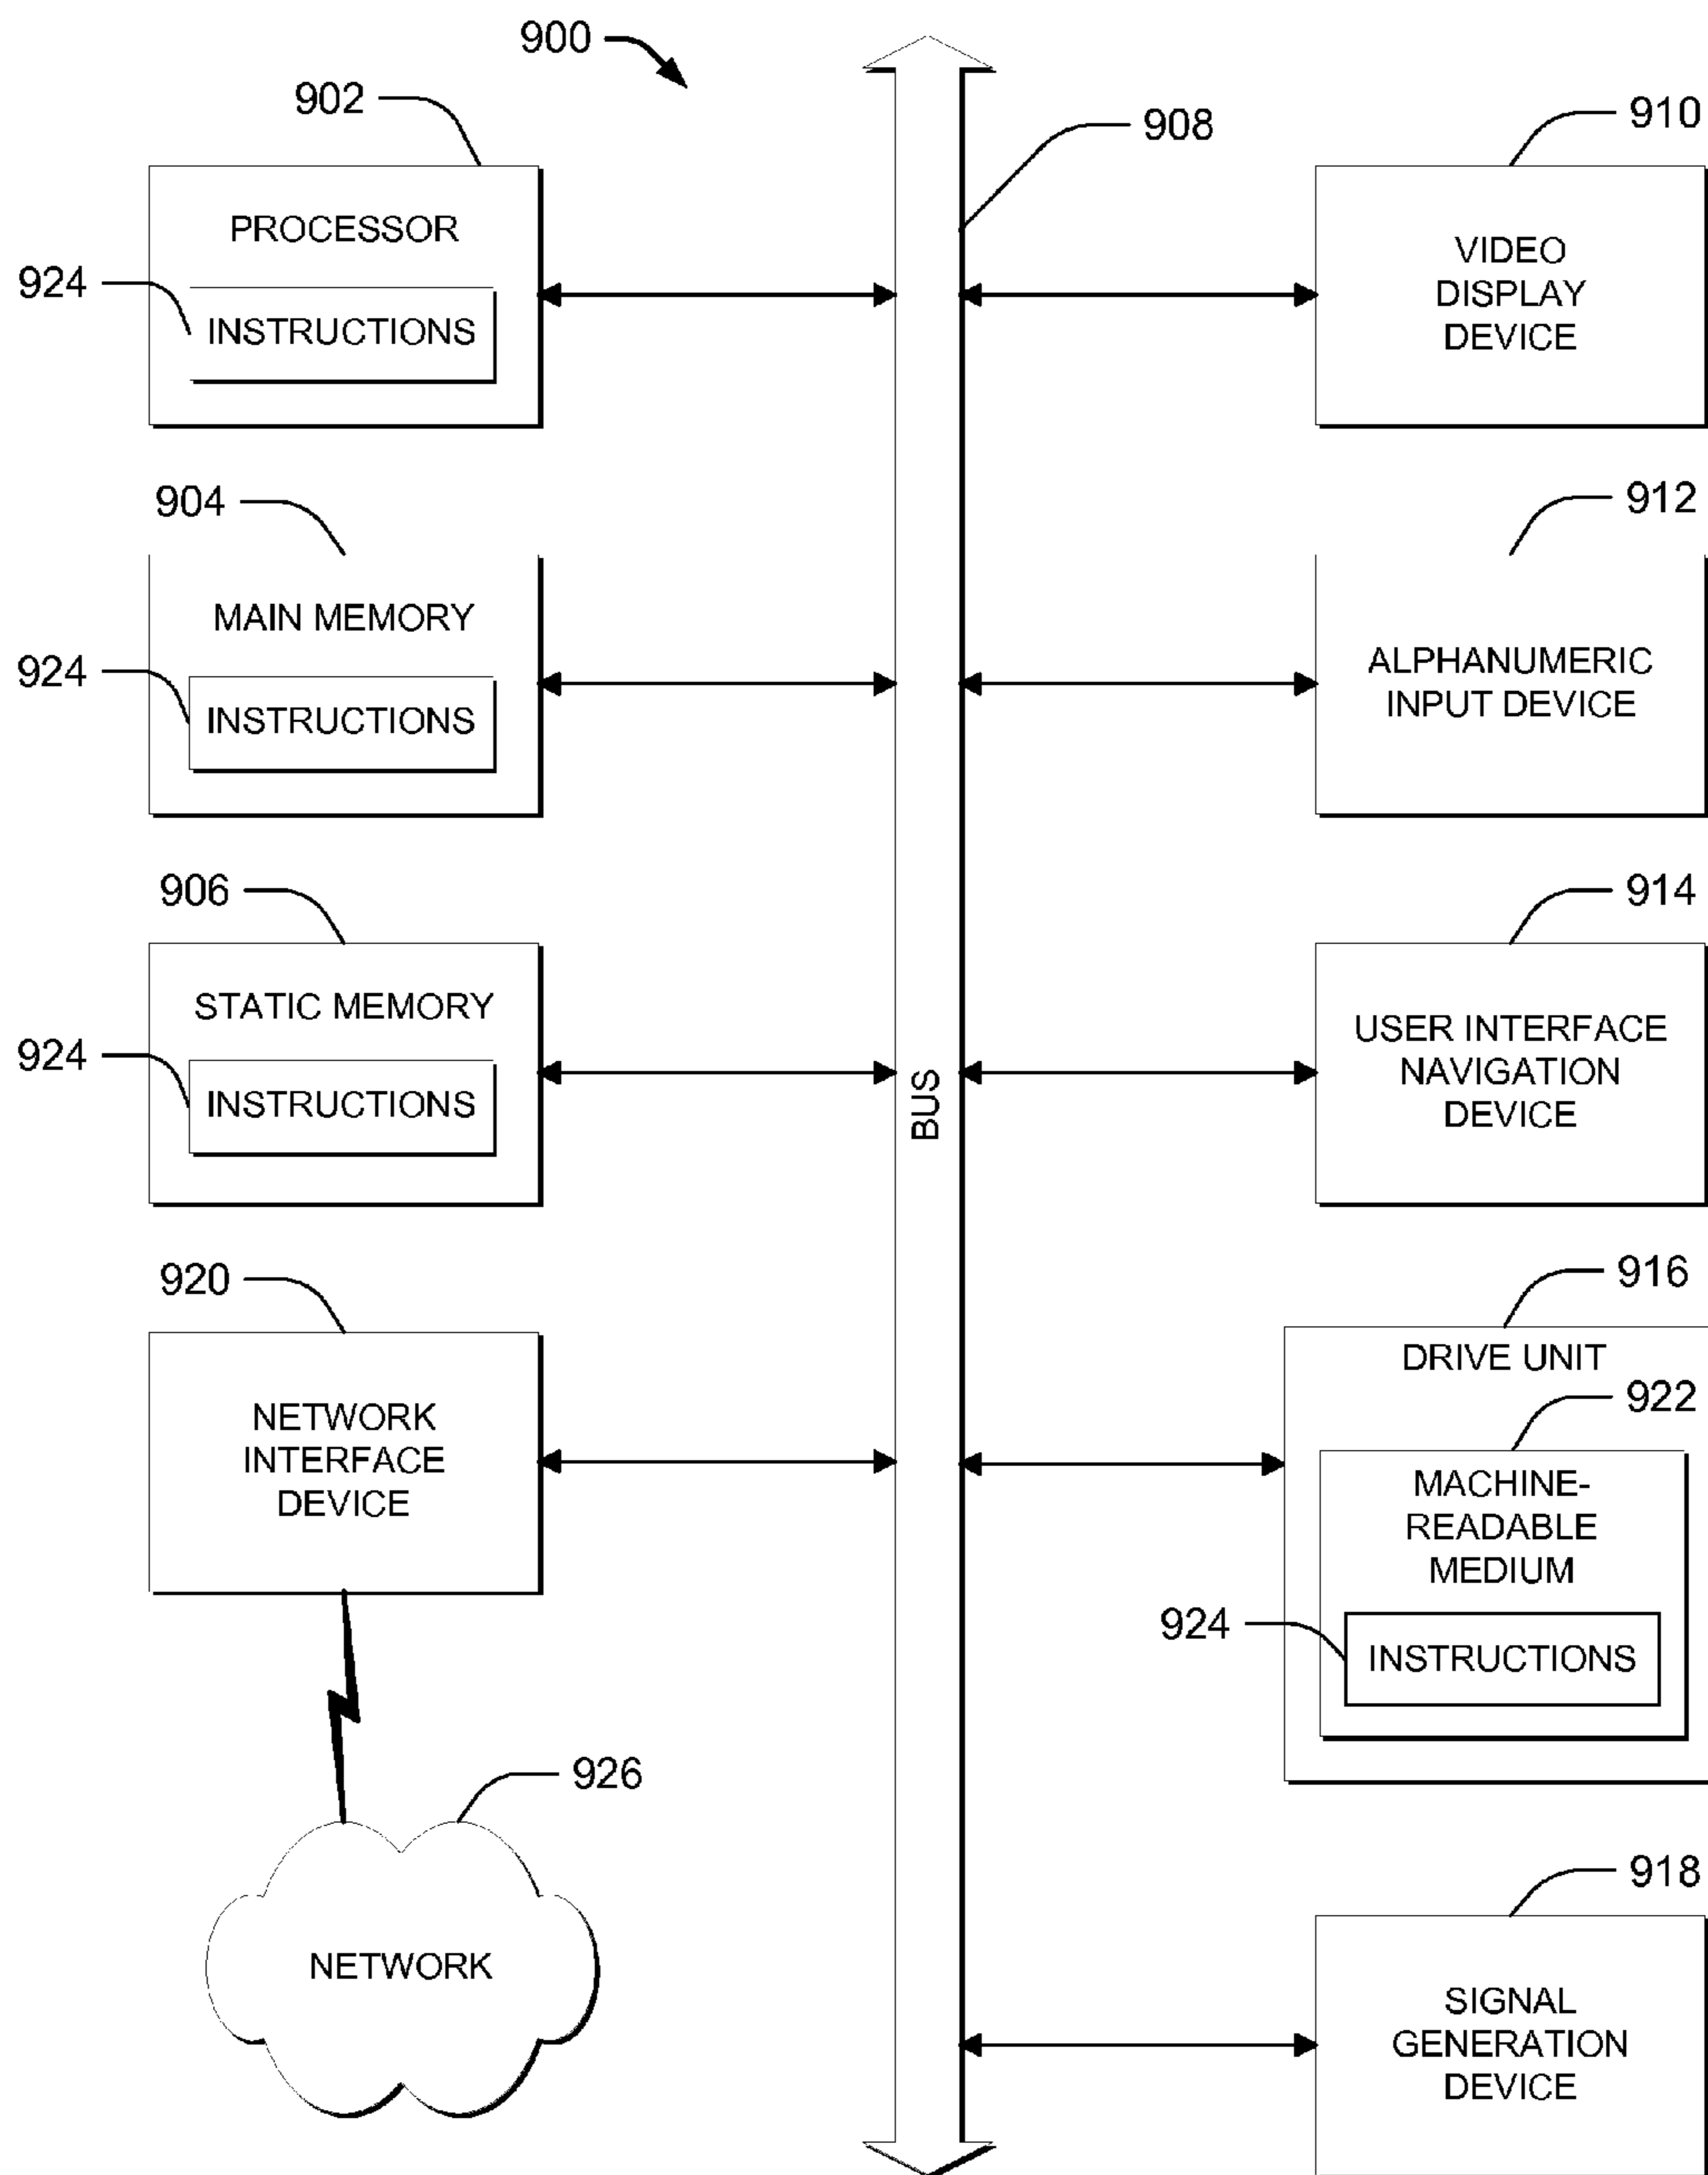 900
902
908
910
PROCESSOR
924
INSTRUCTIONS
VIDEO
DISPLAY
DEVICE
904
912
MAIN MEMORY
924
INSTRUCTIONS
ALPHANUMERIC
INPUT DEVICE
906
914
STATIC MEMORY
924
INSTRUCTIONS
BUS
USER INTERFACE
NAVIGATION
DEVICE
920
916
NETWORK
INTERFACE
DEVICE
DRIVE UNIT
922
MACHINE-
READABLE
MEDIUM
924
INSTRUCTIONS
926
NETWORK
918
SIGNAL
GENERATION
DEVICE